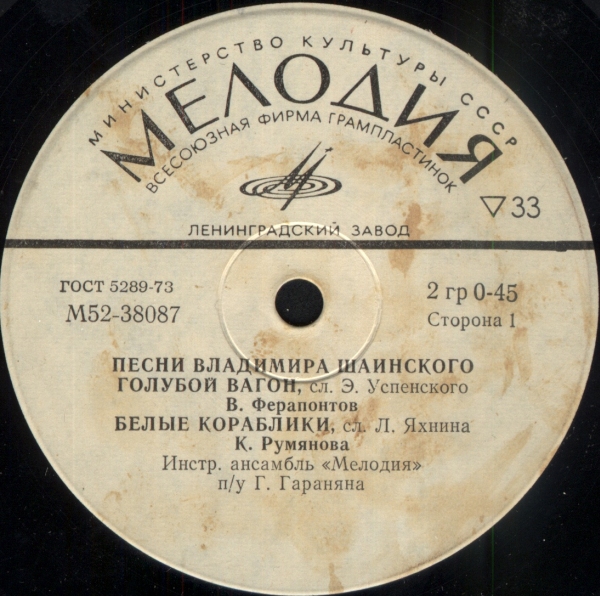 МИНИСТЕРСТВО КУЛЬТУРЫ СССР
МЕЛОДИЯ
ВСЕСОЮЗНАЯ ФИРМА ГРАМПЛАСТИНОК
▽33
ЛЕНИНГРАДСКИЙ ЗАВОД
ГОСТ 5289-73
М52-38087
2 гр 0-45
Сторона 1
ПЕСНИ ВЛАДИМИРА ШАИНСКОГО
ГОЛУБОЙ ВАГОН, сл. Э. Успенского
В. Ферапонтов
БЕЛЫЕ КОРАБЛИКИ, сл. Л. Яхнина
К. Румянова
Инстр. ансамбль «Мелодия»
п/у Г. Гараняна